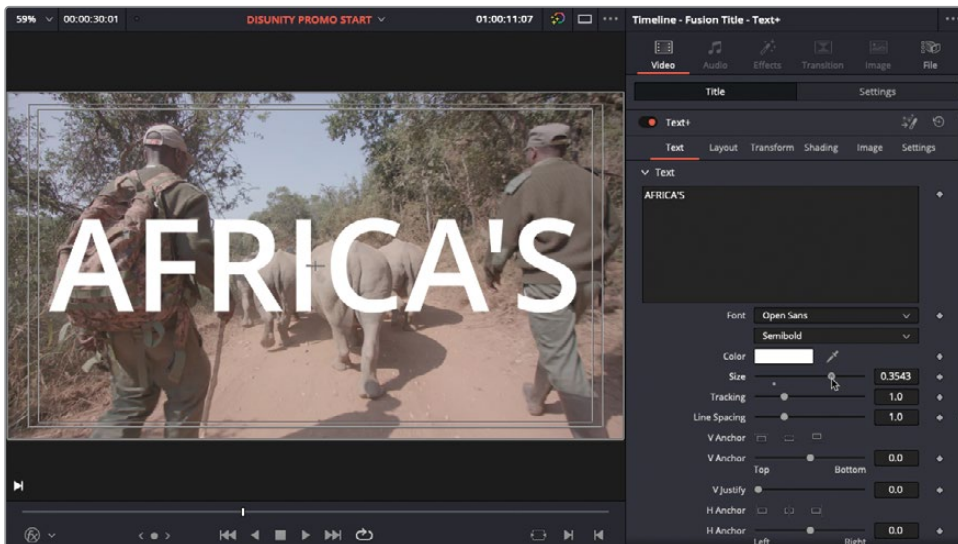 59% 00:00:30:01 DISUNITY PROMO START 01:00:11:07
Timeline - Fusion Title - Text+
Video Audio Effects Transition Image File
Title Settings
Text+
Text Layout Transform Shading Image Settings
Text
AFRICA'S
AFRICA'S
Font Open Sans
Semibold
Color
Size 0.3543
Tracking 1.0
Line Spacing 1.0
V Anchor
V Anchor 0.0
Top Bottom
V Justify 0.0
H Anchor
H Anchor 0.0
Left Right